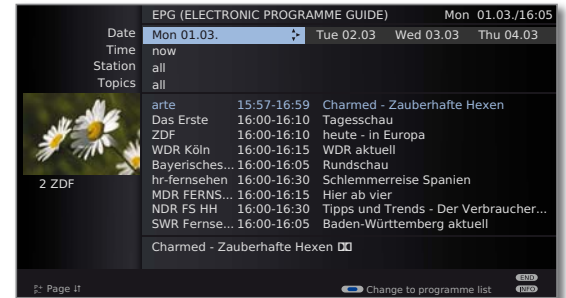 EPG (ELECTRONIC PROGRAMME GUIDE) Mon 01.03./16:05
Date Mon 01.03. Tue 02.03 Wed 03.03 Thu 04.03
Time now
Station all
Topics all
arte 15:57-16:59 Charmed - Zauberhafte Hexen
Das Erste 16:00-16:10 Tagesschau
ZDF 16:00-16:10 heute - in Europa
WDR Köln 16:00-16:15 WDR aktuell
Bayerisches... 16:00-16:05 Rundschau
hr-fernsehen 16:00-16:30 Schlemmerreise Spanien
MDR FERNS... 16:00-16:15 Hier ab vier
NDR FS HH 16:00-16:30 Tipps und Trends - Der Verbraucher...
SWR Fernse... 16:00-16:05 Baden-Württemberg aktuell
2 ZDF
Charmed - Zauberhafte Hexen
END
P+ P- Page Change to programme list INFO